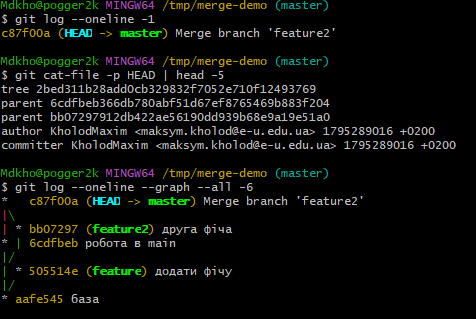 Mdkho@pogger2k MINGW64 /tmp/merge-demo (master)
$ git log --oneline -1
c87f00a (HEAD -> master) Merge branch 'feature2'

Mdkho@pogger2k MINGW64 /tmp/merge-demo (master)
$ git cat-file -p HEAD | head -5
tree 2bed311b28add0cb329832f7052e710f12493769
parent 6cdfbeb366db780abf51d67ef8765469b883f204
parent bb07297912db422ae56190dd939b68e9a19e51a0
author KholodMaxim <maksym.kholod@e-u.edu.ua> 1795289016 +0200
committer KholodMaxim <maksym.kholod@e-u.edu.ua> 1795289016 +0200

Mdkho@pogger2k MINGW64 /tmp/merge-demo (master)
$ git log --oneline --graph --all -6
*   c87f00a (HEAD -> master) Merge branch 'feature2'
|\
| * bb07297 (feature2) друга фіча
* | 6cdfbeb робота в main
|/
| * 505514e (feature) додати фічу
|/
* aafe545 база